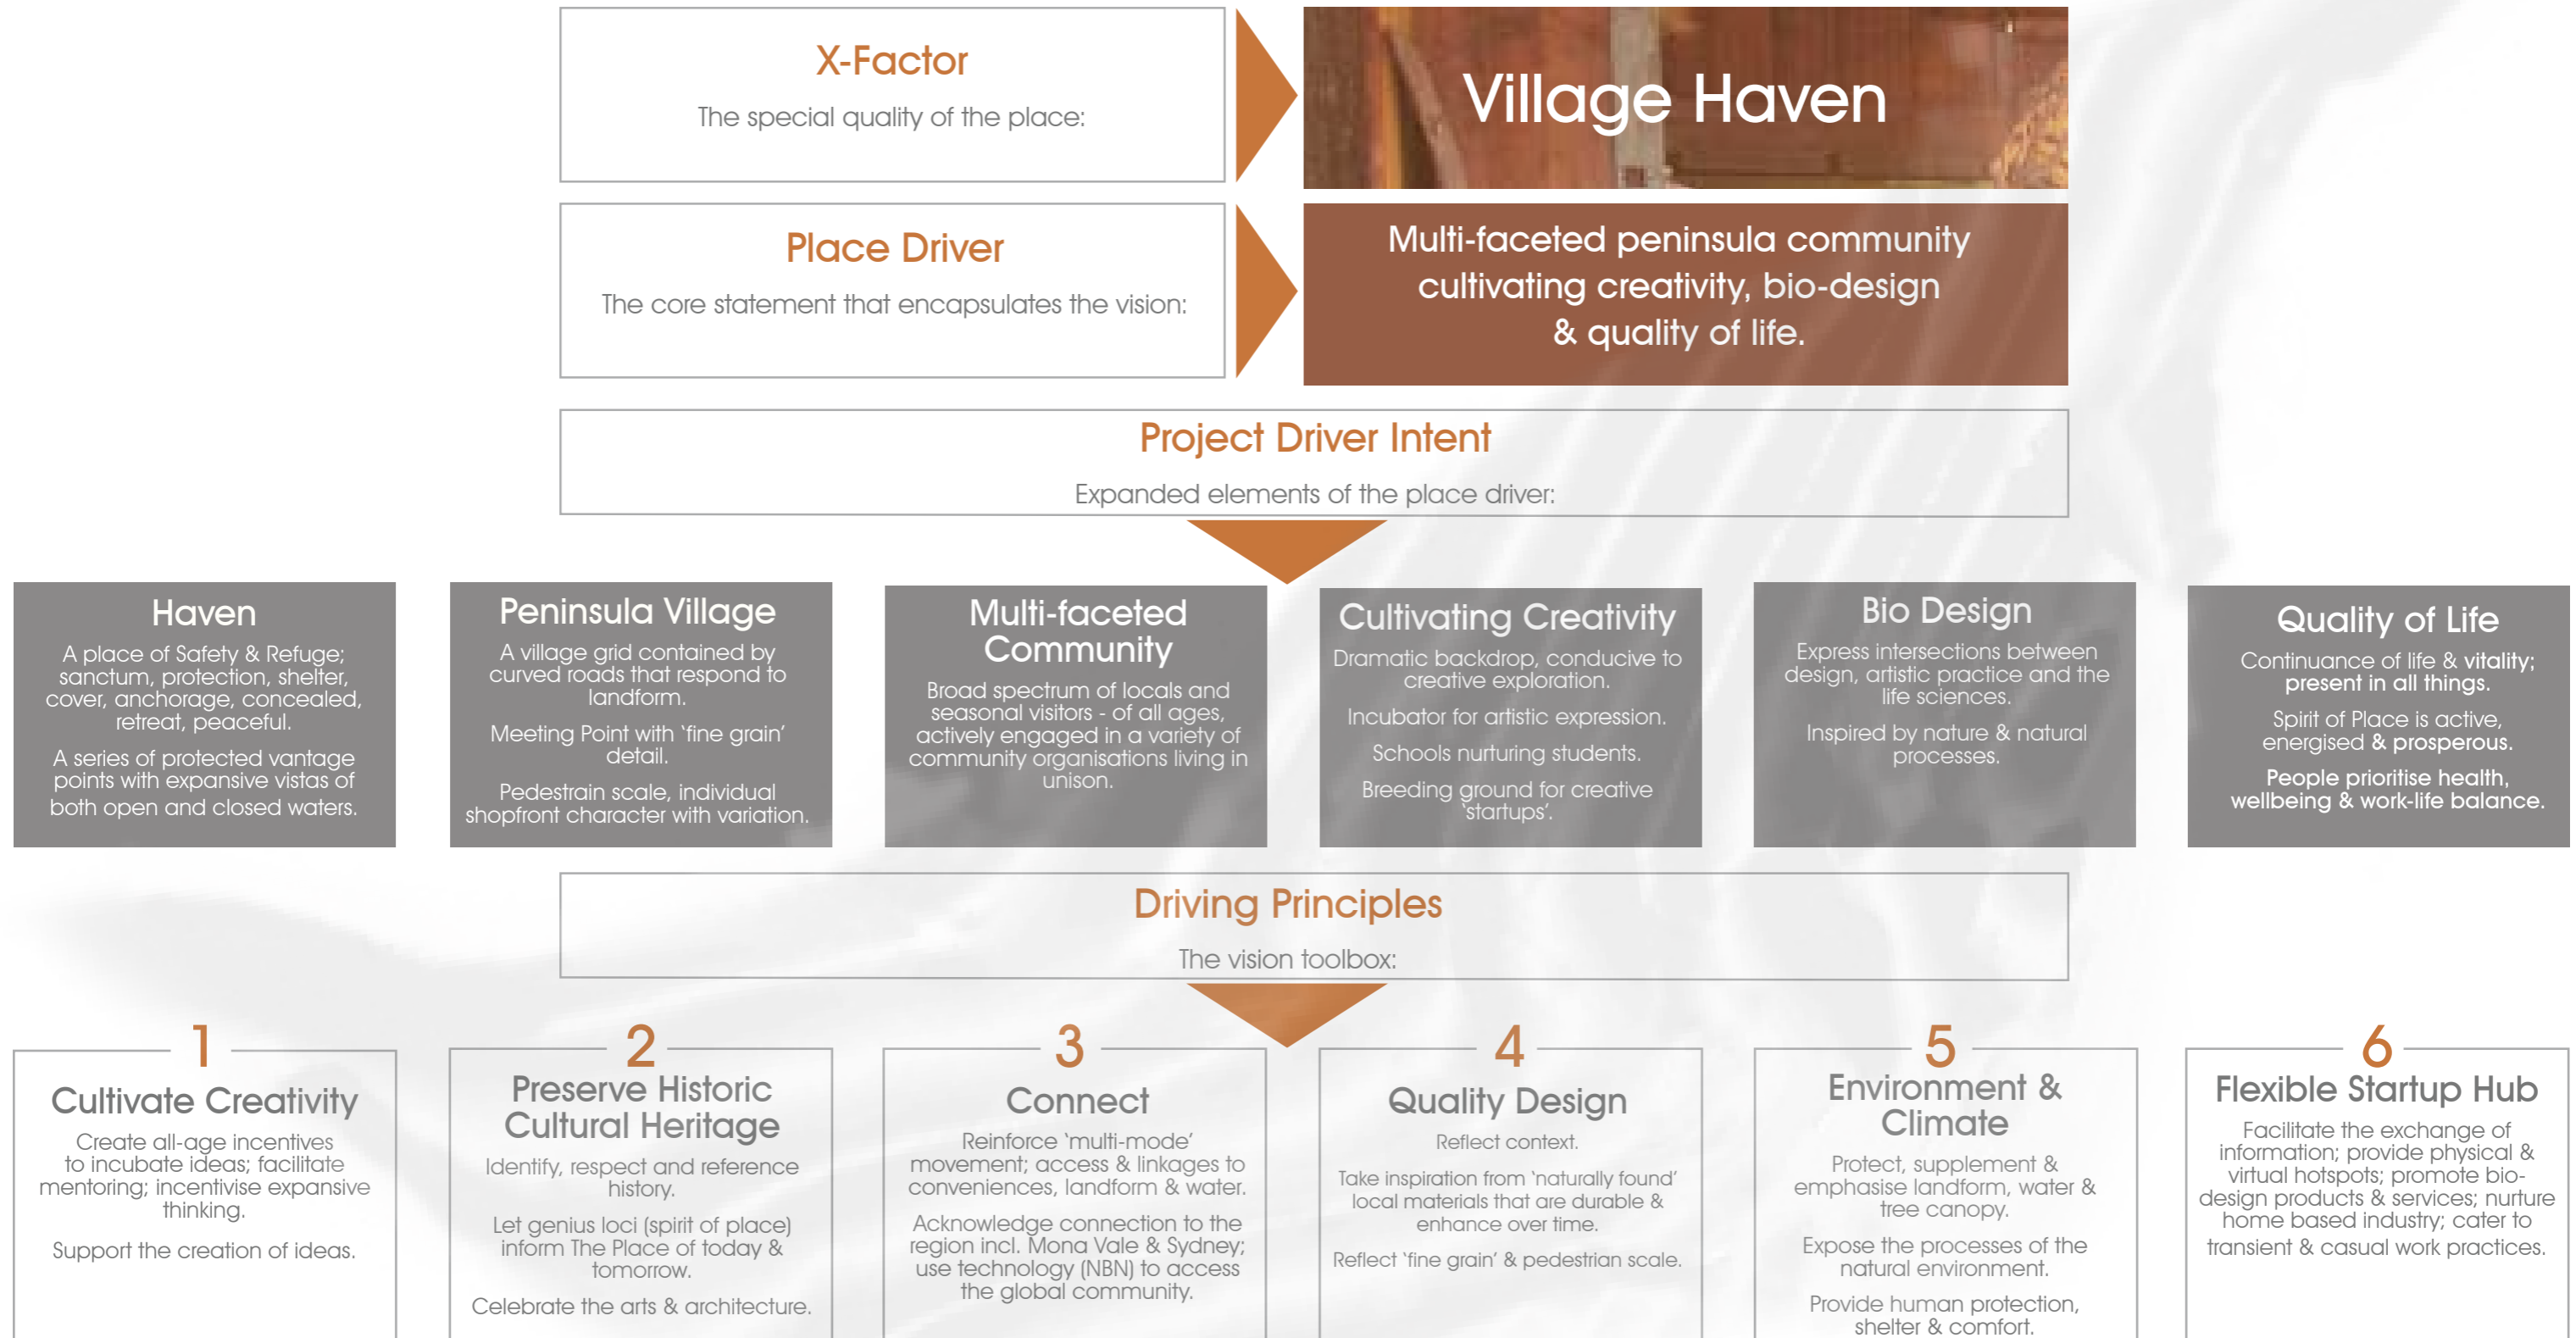 X-Factor
The special quality of the place:
Village Haven
Place Driver
The core statement that encapsulates the vision:
Multi-faceted peninsula community
cultivating creativity, bio-design
& quality of life.
Project Driver Intent
Expanded elements of the place driver:
Haven
A place of Safety & Refuge;
sanctum, protection, shelter,
cover, anchorage, concealed,
retreat, peaceful.
A series of protected vantage
points with expansive vistas of
both open and closed waters.
Peninsula Village
A village grid contained by
curved roads that respond to
landform.
Meeting Point with ‘fine grain’
detail.
Pedestrain scale, individual
shopfront character with variation.
Multi-faceted
Community
Broad spectrum of locals and
seasonal visitors - of all ages,
actively engaged in a variety of
community organisations living in
unison.
Cultivating Creativity
Dramatic backdrop, conducive to
creative exploration.
Incubator for artistic expression.
Schools nurturing students.
Breeding ground for creative
‘startups’.
Bio Design
Express intersections between
design, artistic practice and the
life sciences.
Inspired by nature & natural
processes.
Quality of Life
Continuance of life & vitality;
present in all things.
Spirit of Place is active,
energised & prosperous.
People prioritise health,
wellbeing & work-life balance.
Driving Principles
The vision toolbox:
1
Cultivate Creativity
Create all-age incentives
to incubate ideas; facilitate
mentoring; incentivise expansive
thinking.
Support the creation of ideas.
2
Preserve Historic
Cultural Heritage
Identify, respect and reference
history.
Let genius loci (spirit of place)
inform The Place of today &
tomorrow.
Celebrate the arts & architecture.
3
Connect
Reinforce ‘multi-mode’
movement; access & linkages to
conveniences, landform & water.
Acknowledge connection to the
region incl. Mona Vale & Sydney;
use technology (NBN) to access
the global community.
4
Quality Design
Reflect context.
Take inspiration from ‘naturally found’
local materials that are durable &
enhance over time.
Reflect ‘fine grain’ & pedestrian scale.
5
Environment &
Climate
Protect, supplement &
emphasise landform, water &
tree canopy.
Expose the processes of the
natural environment.
Provide human protection,
shelter & comfort.
6
Flexible Startup Hub
Facilitate the exchange of
information; provide physical &
virtual hotspots; promote bio-
design products & services; nurture
home based industry; cater to
transient & casual work practices.